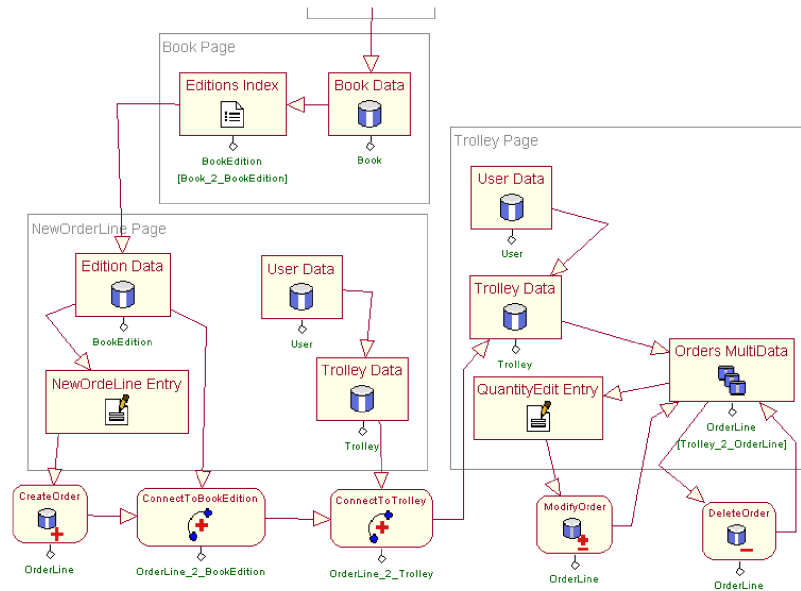 Book Page
Editions Index
Book Data
BookEdition
[Book_2_BookEdition]
Book
Trolley Page
User Data
User
NewOrderLine Page
Edition Data
BookEdition
User Data
User
Trolley Data
Trolley
Orders MultiData
OrderLine
[Trolley_2_OrderLine]
NewOrdeLine Entry
Trolley Data
Trolley
QuantityEdit Entry
CreateOrder
OrderLine
ConnectToBookEdition
OrderLine_2_BookEdition
ConnectToTrolley
OrderLine_2_Trolley
ModifyOrder
OrderLine
DeleteOrder
OrderLine